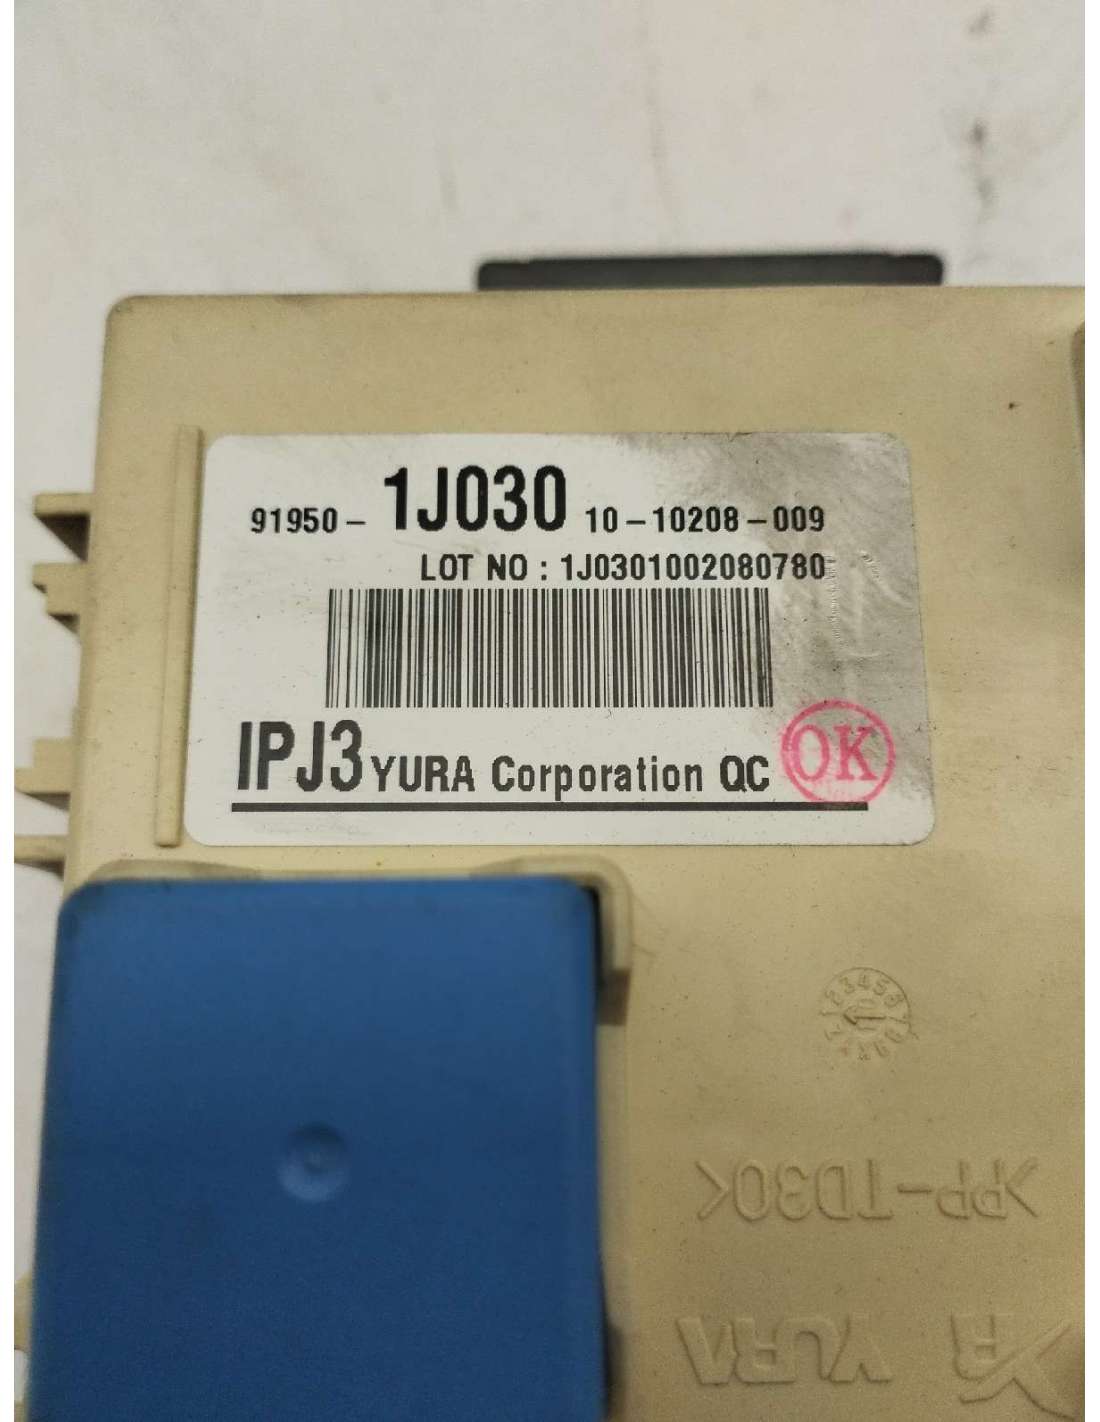 91950- 1J030 10-10208-009
LOT NO : 1J0301002080780
IPJ3 YURA Corporation QC OK
>PP-TD30<
YURA